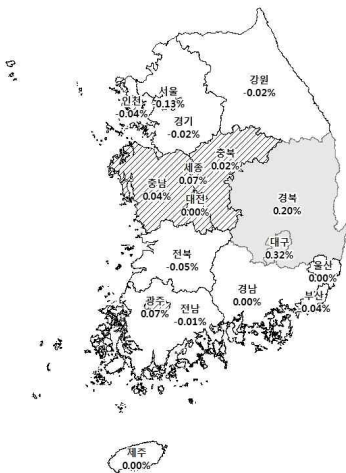 강원
-0.02%
서울
0.13%
인천
-0.04%
경기
-0.02%
충북
0.02%
세종
0.07%
충남
0.04%
대전
0.00%
경북
0.20%
대구
0.32%
울산
0.00%
전북
-0.05%
경남
0.00%
부산
0.04%
광주
0.07%
전남
-0.01%
제주
0.00%